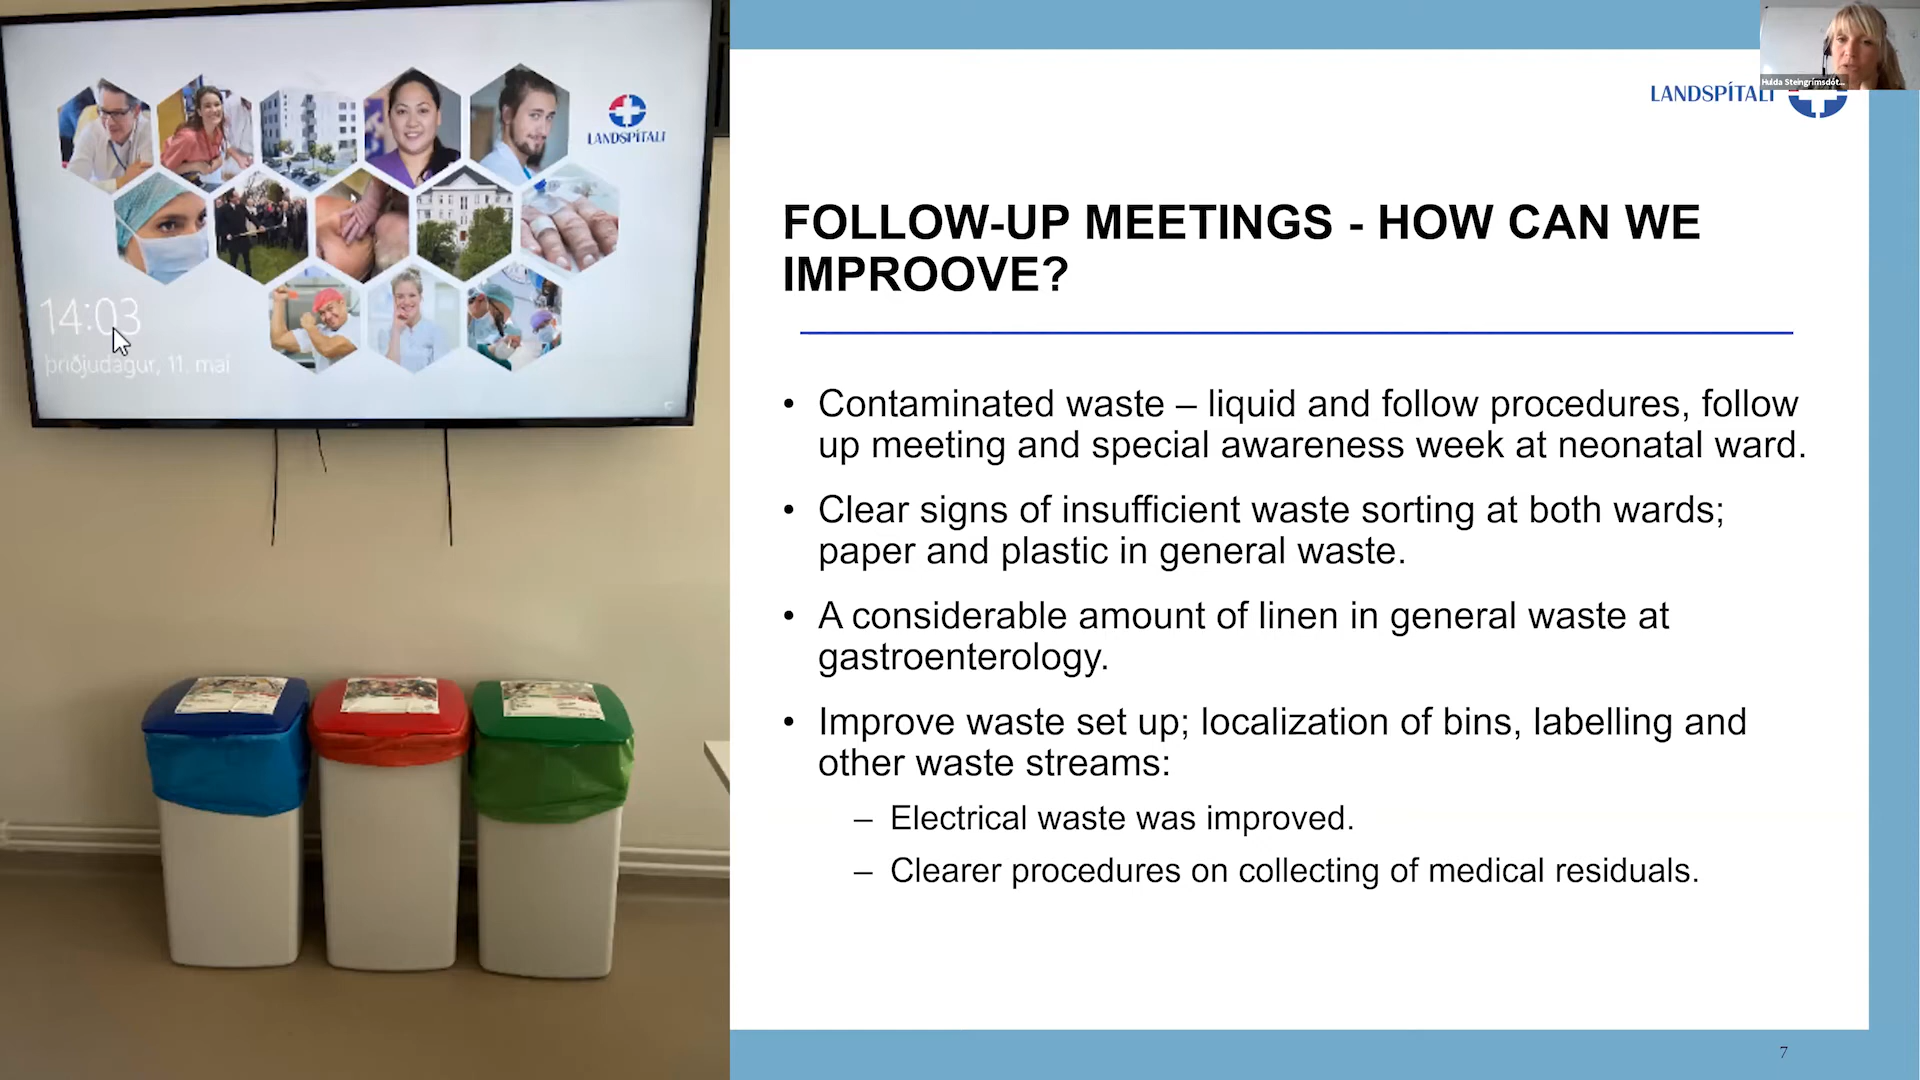 LANDSPÍTALI
14:03
þriðjudagur, 11. maí
Hulda Steingrímsdót...
LANDSPÍTALI
FOLLOW-UP MEETINGS - HOW CAN WE
IMPROOVE?
• Contaminated waste – liquid and follow procedures, follow
up meeting and special awareness week at neonatal ward.
• Clear signs of insufficient waste sorting at both wards;
paper and plastic in general waste.
• A considerable amount of linen in general waste at
gastroenterology.
• Improve waste set up; localization of bins, labelling and
other waste streams:
– Electrical waste was improved.
– Clearer procedures on collecting of medical residuals.
7